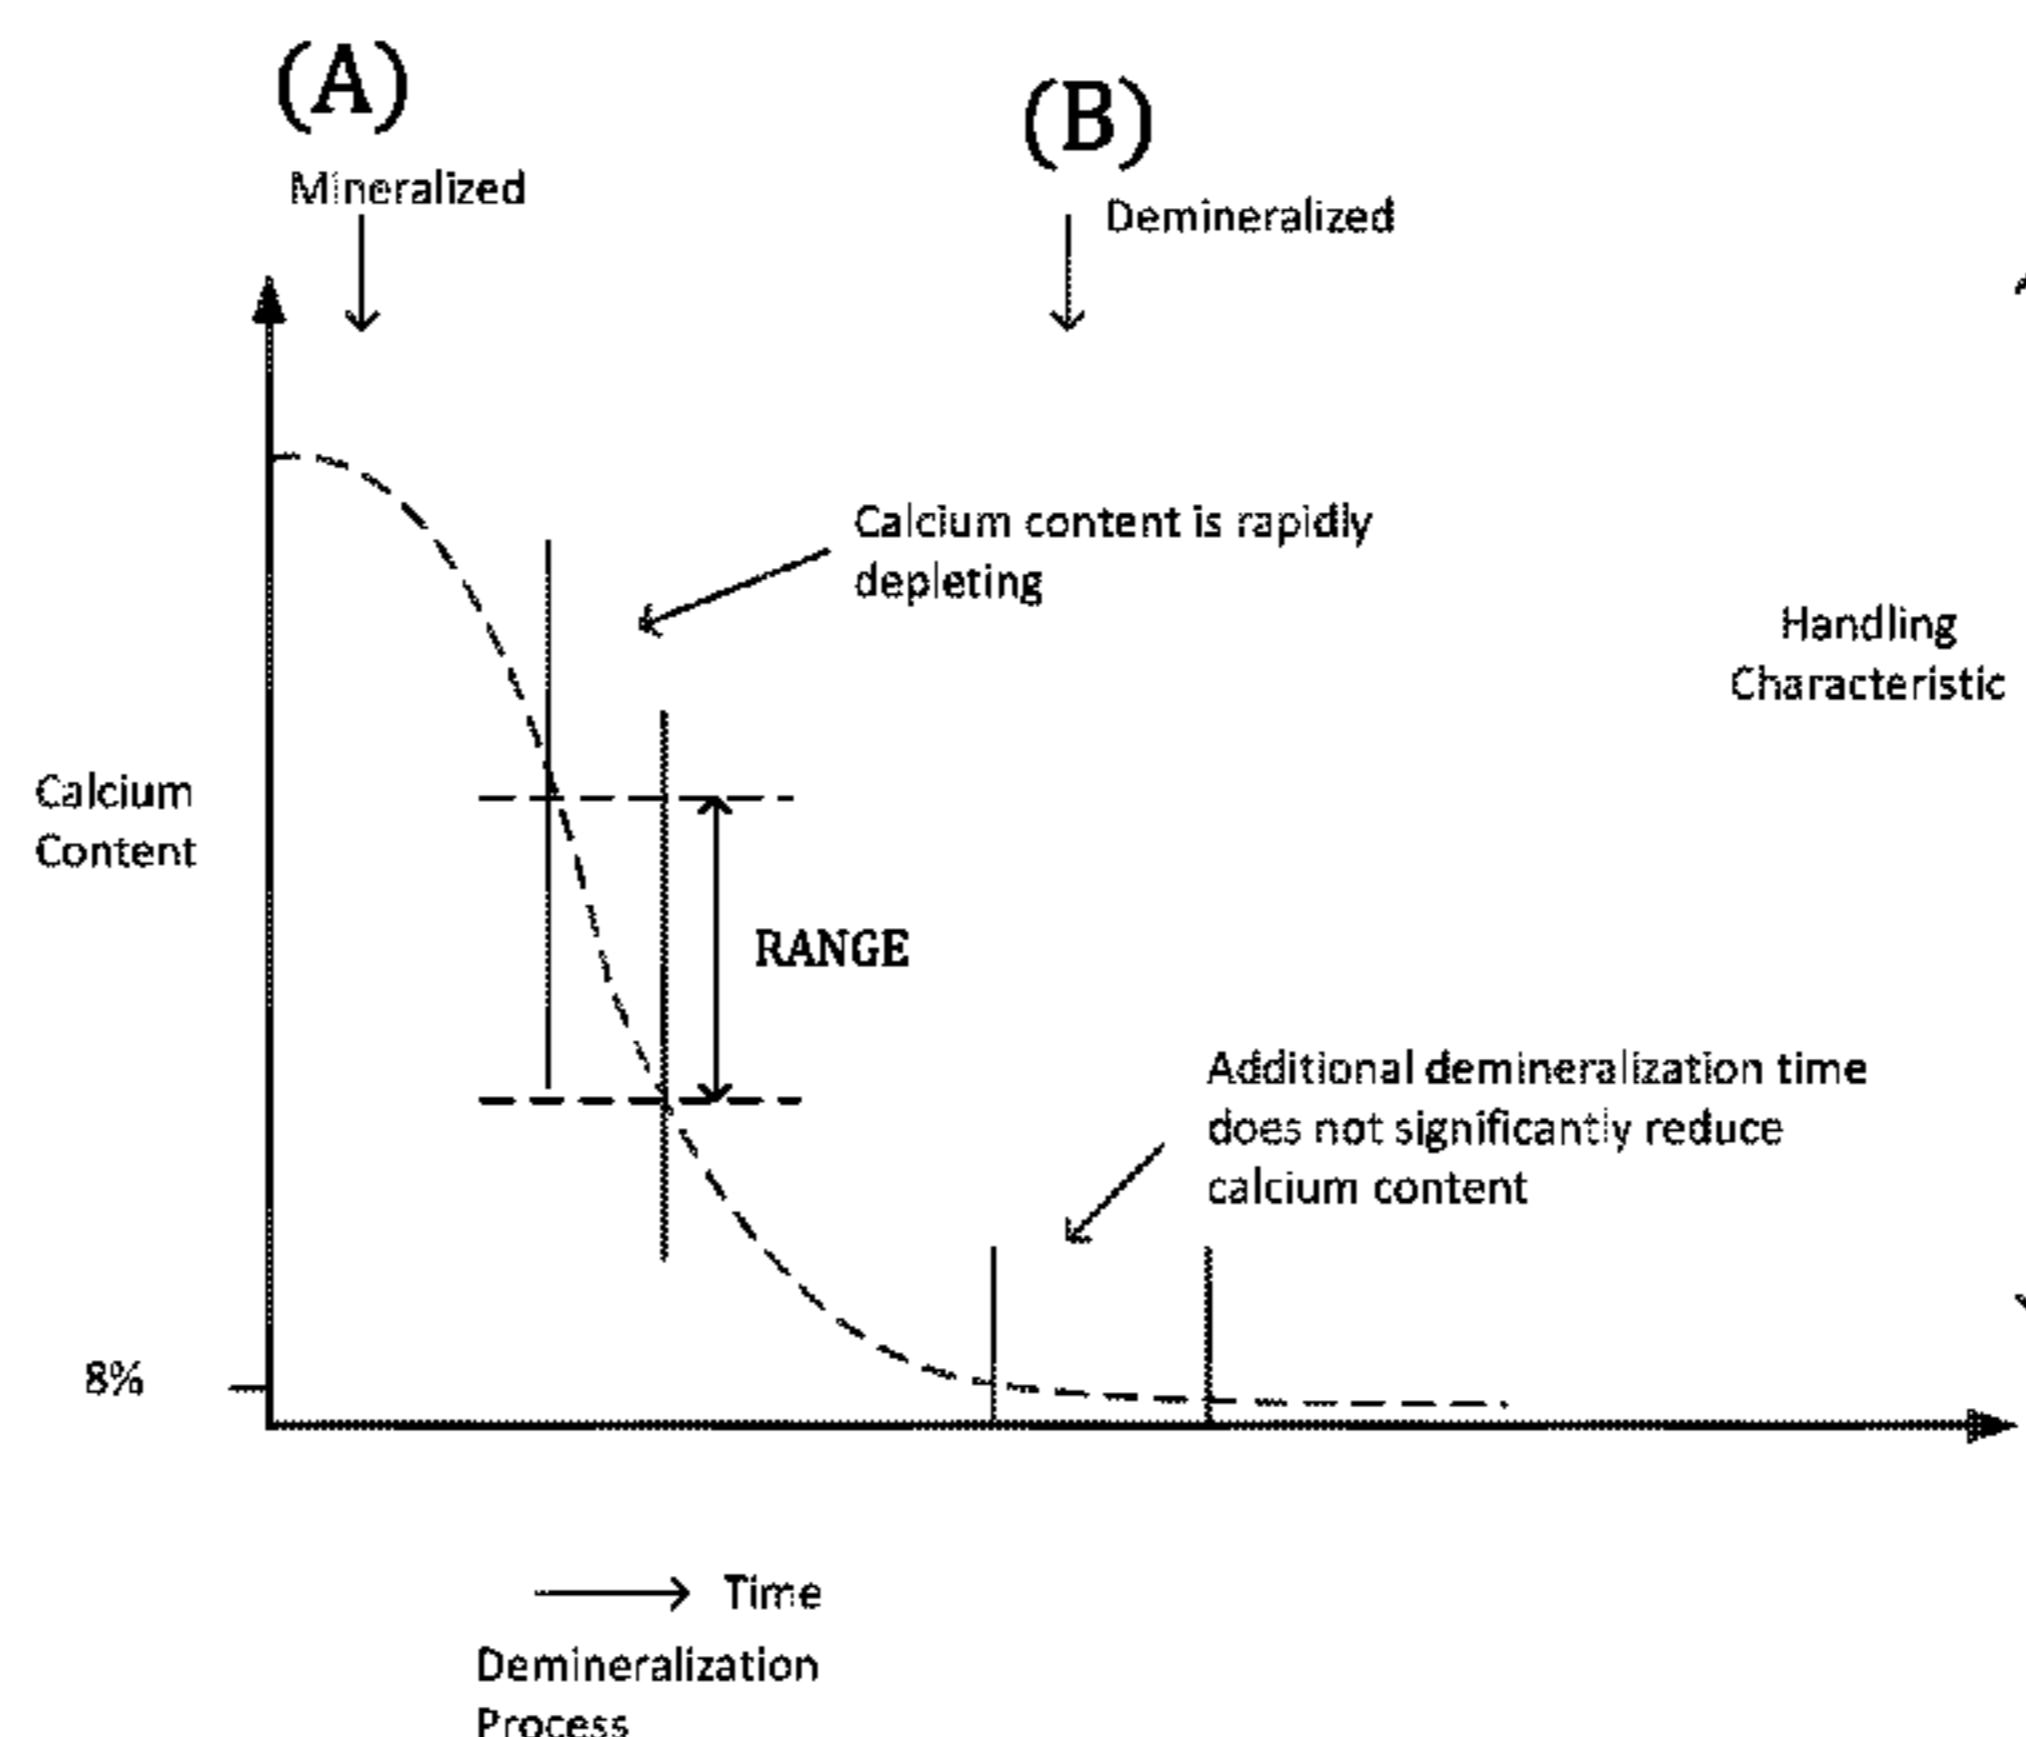 (A)
(B)
Mineralized
Demineralized
Calcium content is rapidly
depleting
Handling
Characteristic
Calcium
Content
RANGE
Additional demineralization time
does not significantly reduce
calcium content
8%
Time
Demineralization
Process